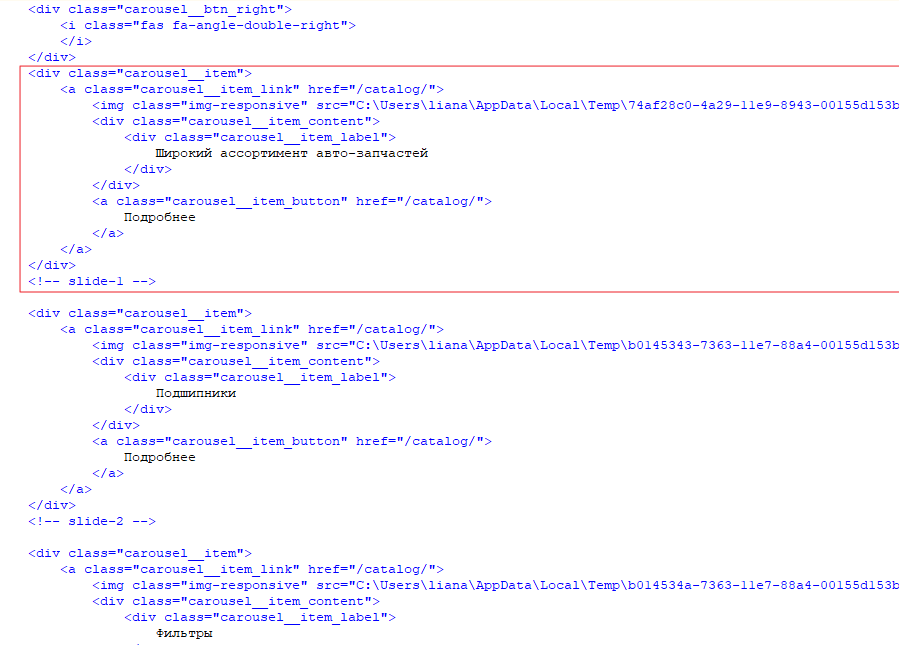 <div class="carousel__btn_right">
<i class="fas fa-angle-double-right">
</i>
</div>
<div class="carousel__item">
<a class="carousel__item_link" href="/catalog/">
<img class="img-responsive" src="C:\Users\liana\AppData\Local\Temp\74af28c0-4a29-11e9-8943-00155d153b
<div class="carousel__item_content">
<div class="carousel__item_label">
Широкий ассортимент авто-запчастей
</div>
</div>
<a class="carousel__item_button" href="/catalog/">
Подробнее
</a>
</a>
</div>
<!-- slide-1 -->
<div class="carousel__item">
<a class="carousel__item_link" href="/catalog/">
<img class="img-responsive" src="C:\Users\liana\AppData\Local\Temp\b0145343-7363-11e7-88a4-00155d153b
<div class="carousel__item_content">
<div class="carousel__item_label">
Подшипники
</div>
</div>
<a class="carousel__item_button" href="/catalog/">
Подробнее
</a>
</a>
</div>
<!-- slide-2 -->
<div class="carousel__item">
<a class="carousel__item_link" href="/catalog/">
<img class="img-responsive" src="C:\Users\liana\AppData\Local\Temp\b014534a-7363-11e7-88a4-00155d153b
<div class="carousel__item_content">
<div class="carousel__item_label">
Фильтры